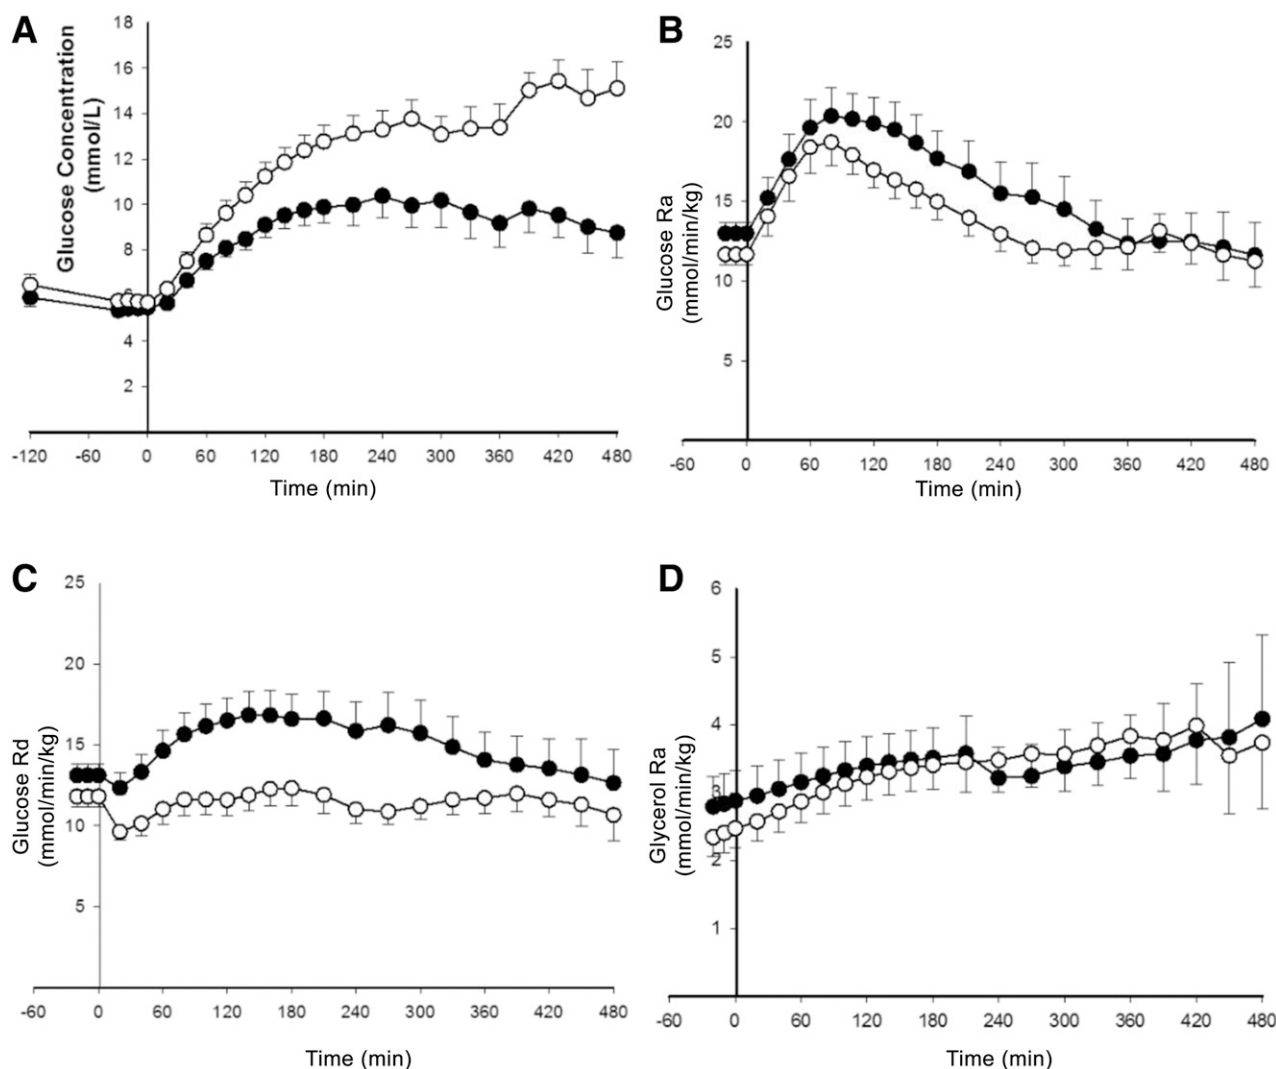 A
Glucose Concentration
(mmol/L)
18
16
14
12
10
8
6
4
2
-120 -60 0 60 120 180 240 300 360 420 480
Time (min)
B
Glucose Ra
(mmol/min/kg)
25
20
15
10
5
-60 0 60 120 180 240 300 360 420 480
Time (min)
C
Glucose Rd
(mmol/min/kg)
25
20
15
10
5
-60 0 60 120 180 240 300 360 420 480
Time (min)
D
Glycerol Ra
(mmol/min/kg)
6
5
4
3
2
1
-60 0 60 120 180 240 300 360 420 480
Time (min)